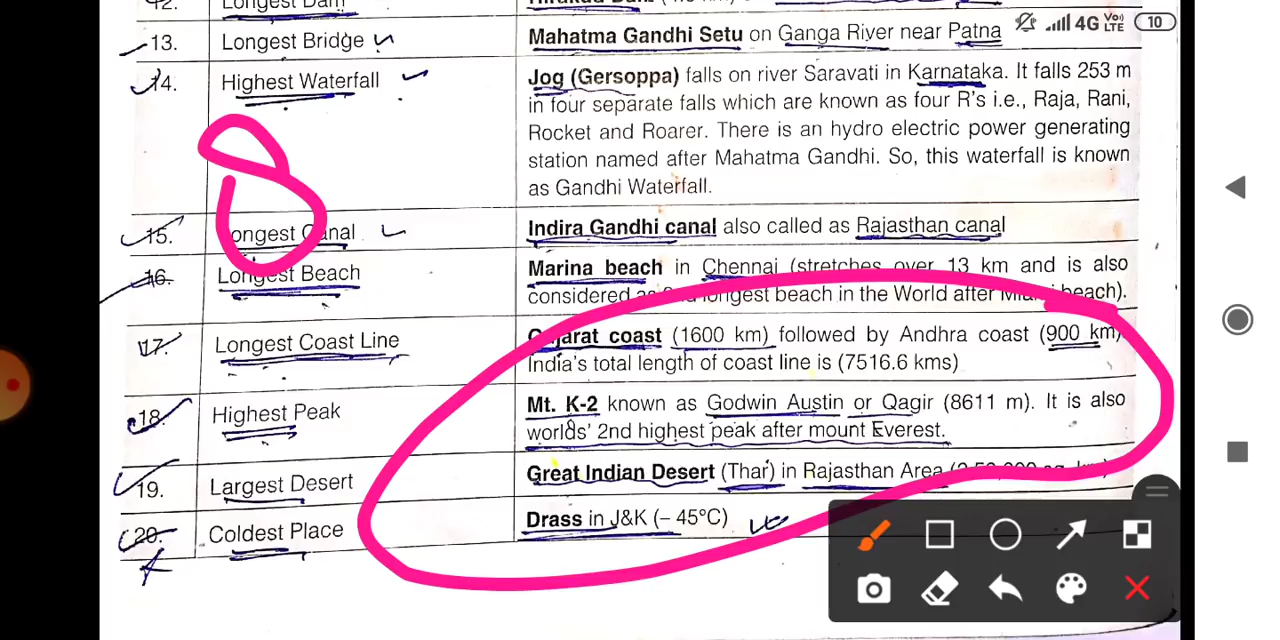 12. Longest Dam
4G VoLTE 10
13. Longest Bridge Mahatma Gandhi Setu on Ganga River near Patna
14. Highest Waterfall Jog (Gersoppa) falls on river Saravati in Karnataka. It falls 253 m
in four separate falls which are known as four R's i.e., Raja, Rani,
Rocket and Roarer. There is an hydro electric power generating
station named after Mahatma Gandhi. So, this waterfall is known
as Gandhi Waterfall.
15. Longest Canal Indira Gandhi canal also called as Rajasthan canal
16. Longest Beach Marina beach in Chennai (stretches over 13 km and is also
considered as longest beach in the World after Miami beach).
17. Longest Coast Line Gujarat coast (1600 km) followed by Andhra coast (900 km)
India's total length of coast line is (7516.6 kms)
18. Highest Peak Mt. K-2 known as Godwin Austin or Qagir (8611 m). It is also
worlds' 2nd highest peak after mount Everest.
19. Largest Desert Great Indian Desert (Thar) in Rajasthan Area
20. Coldest Place Drass in J&K (– 45°C)